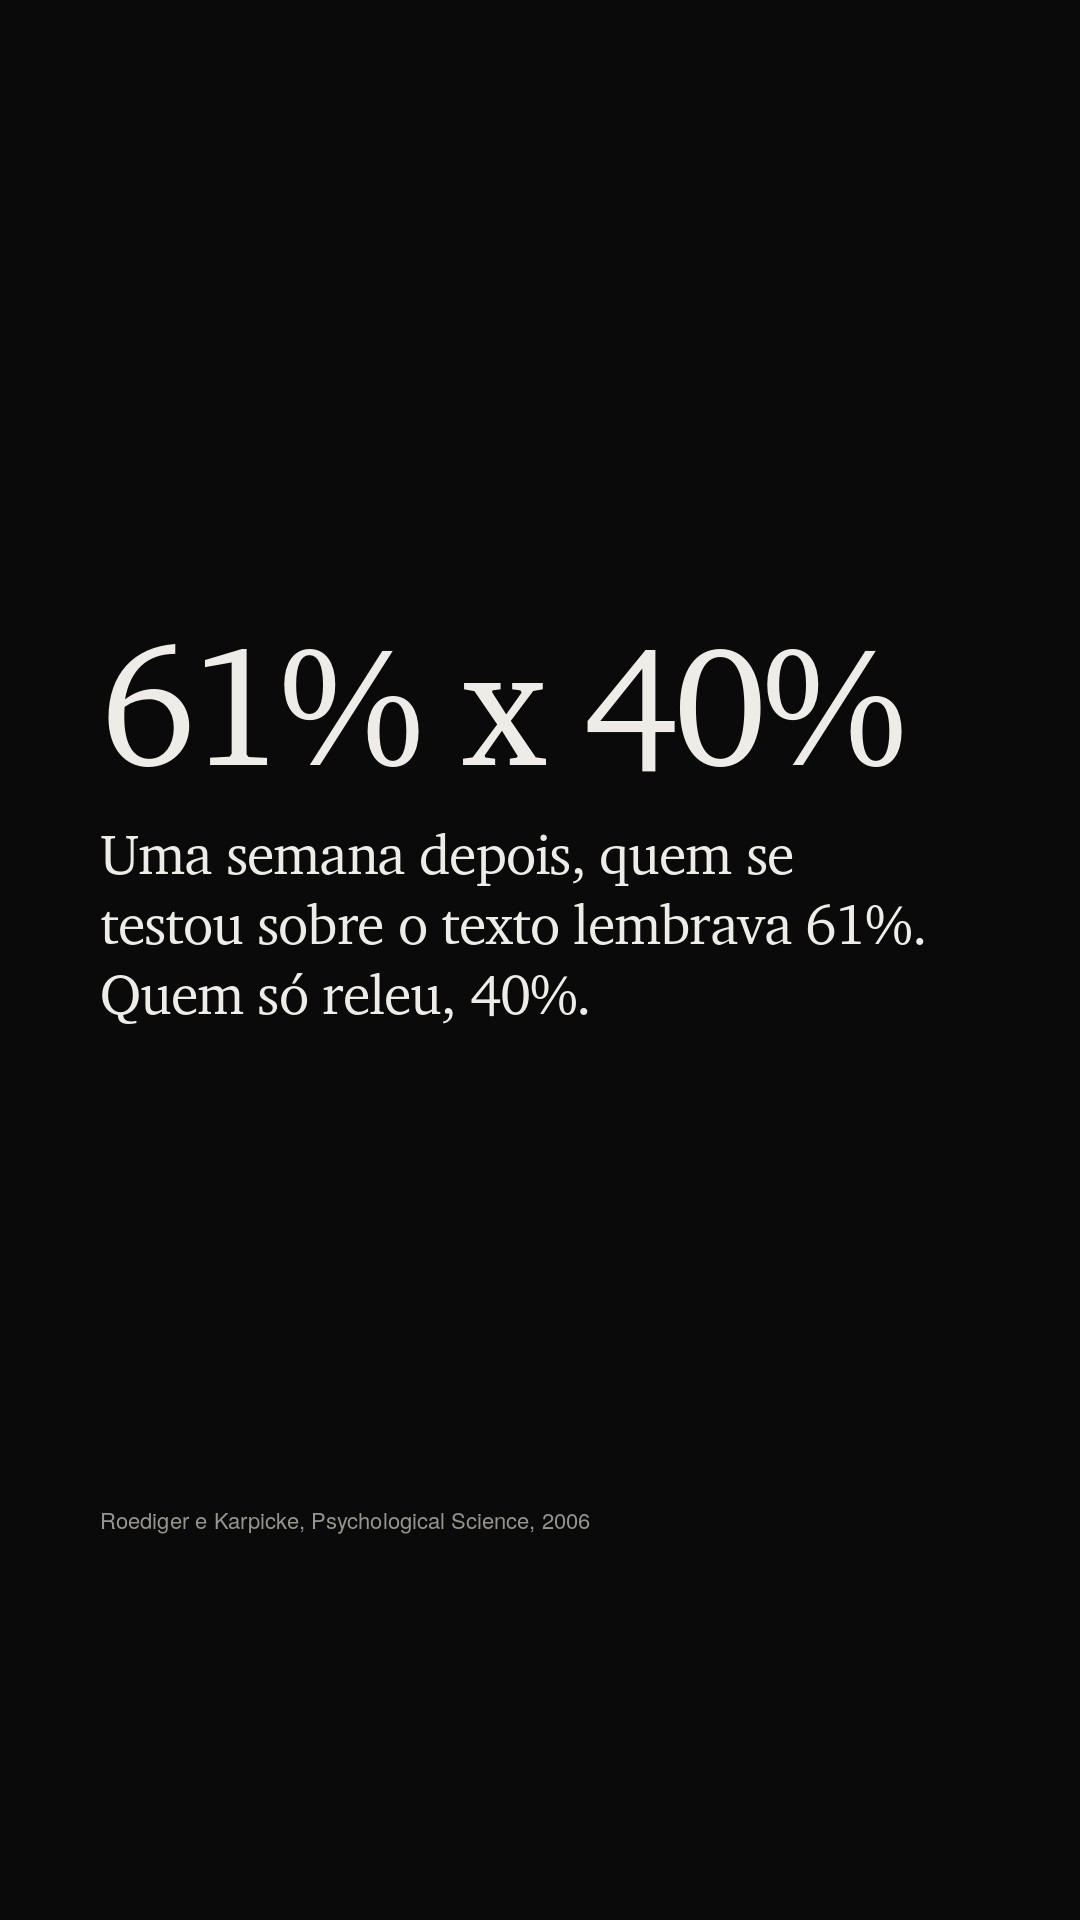 61% x 40%
Uma semana depois, quem se
testou sobre o texto lembrava 61%.
Quem só releu, 40%.
Roediger e Karpicke, Psychological Science, 2006